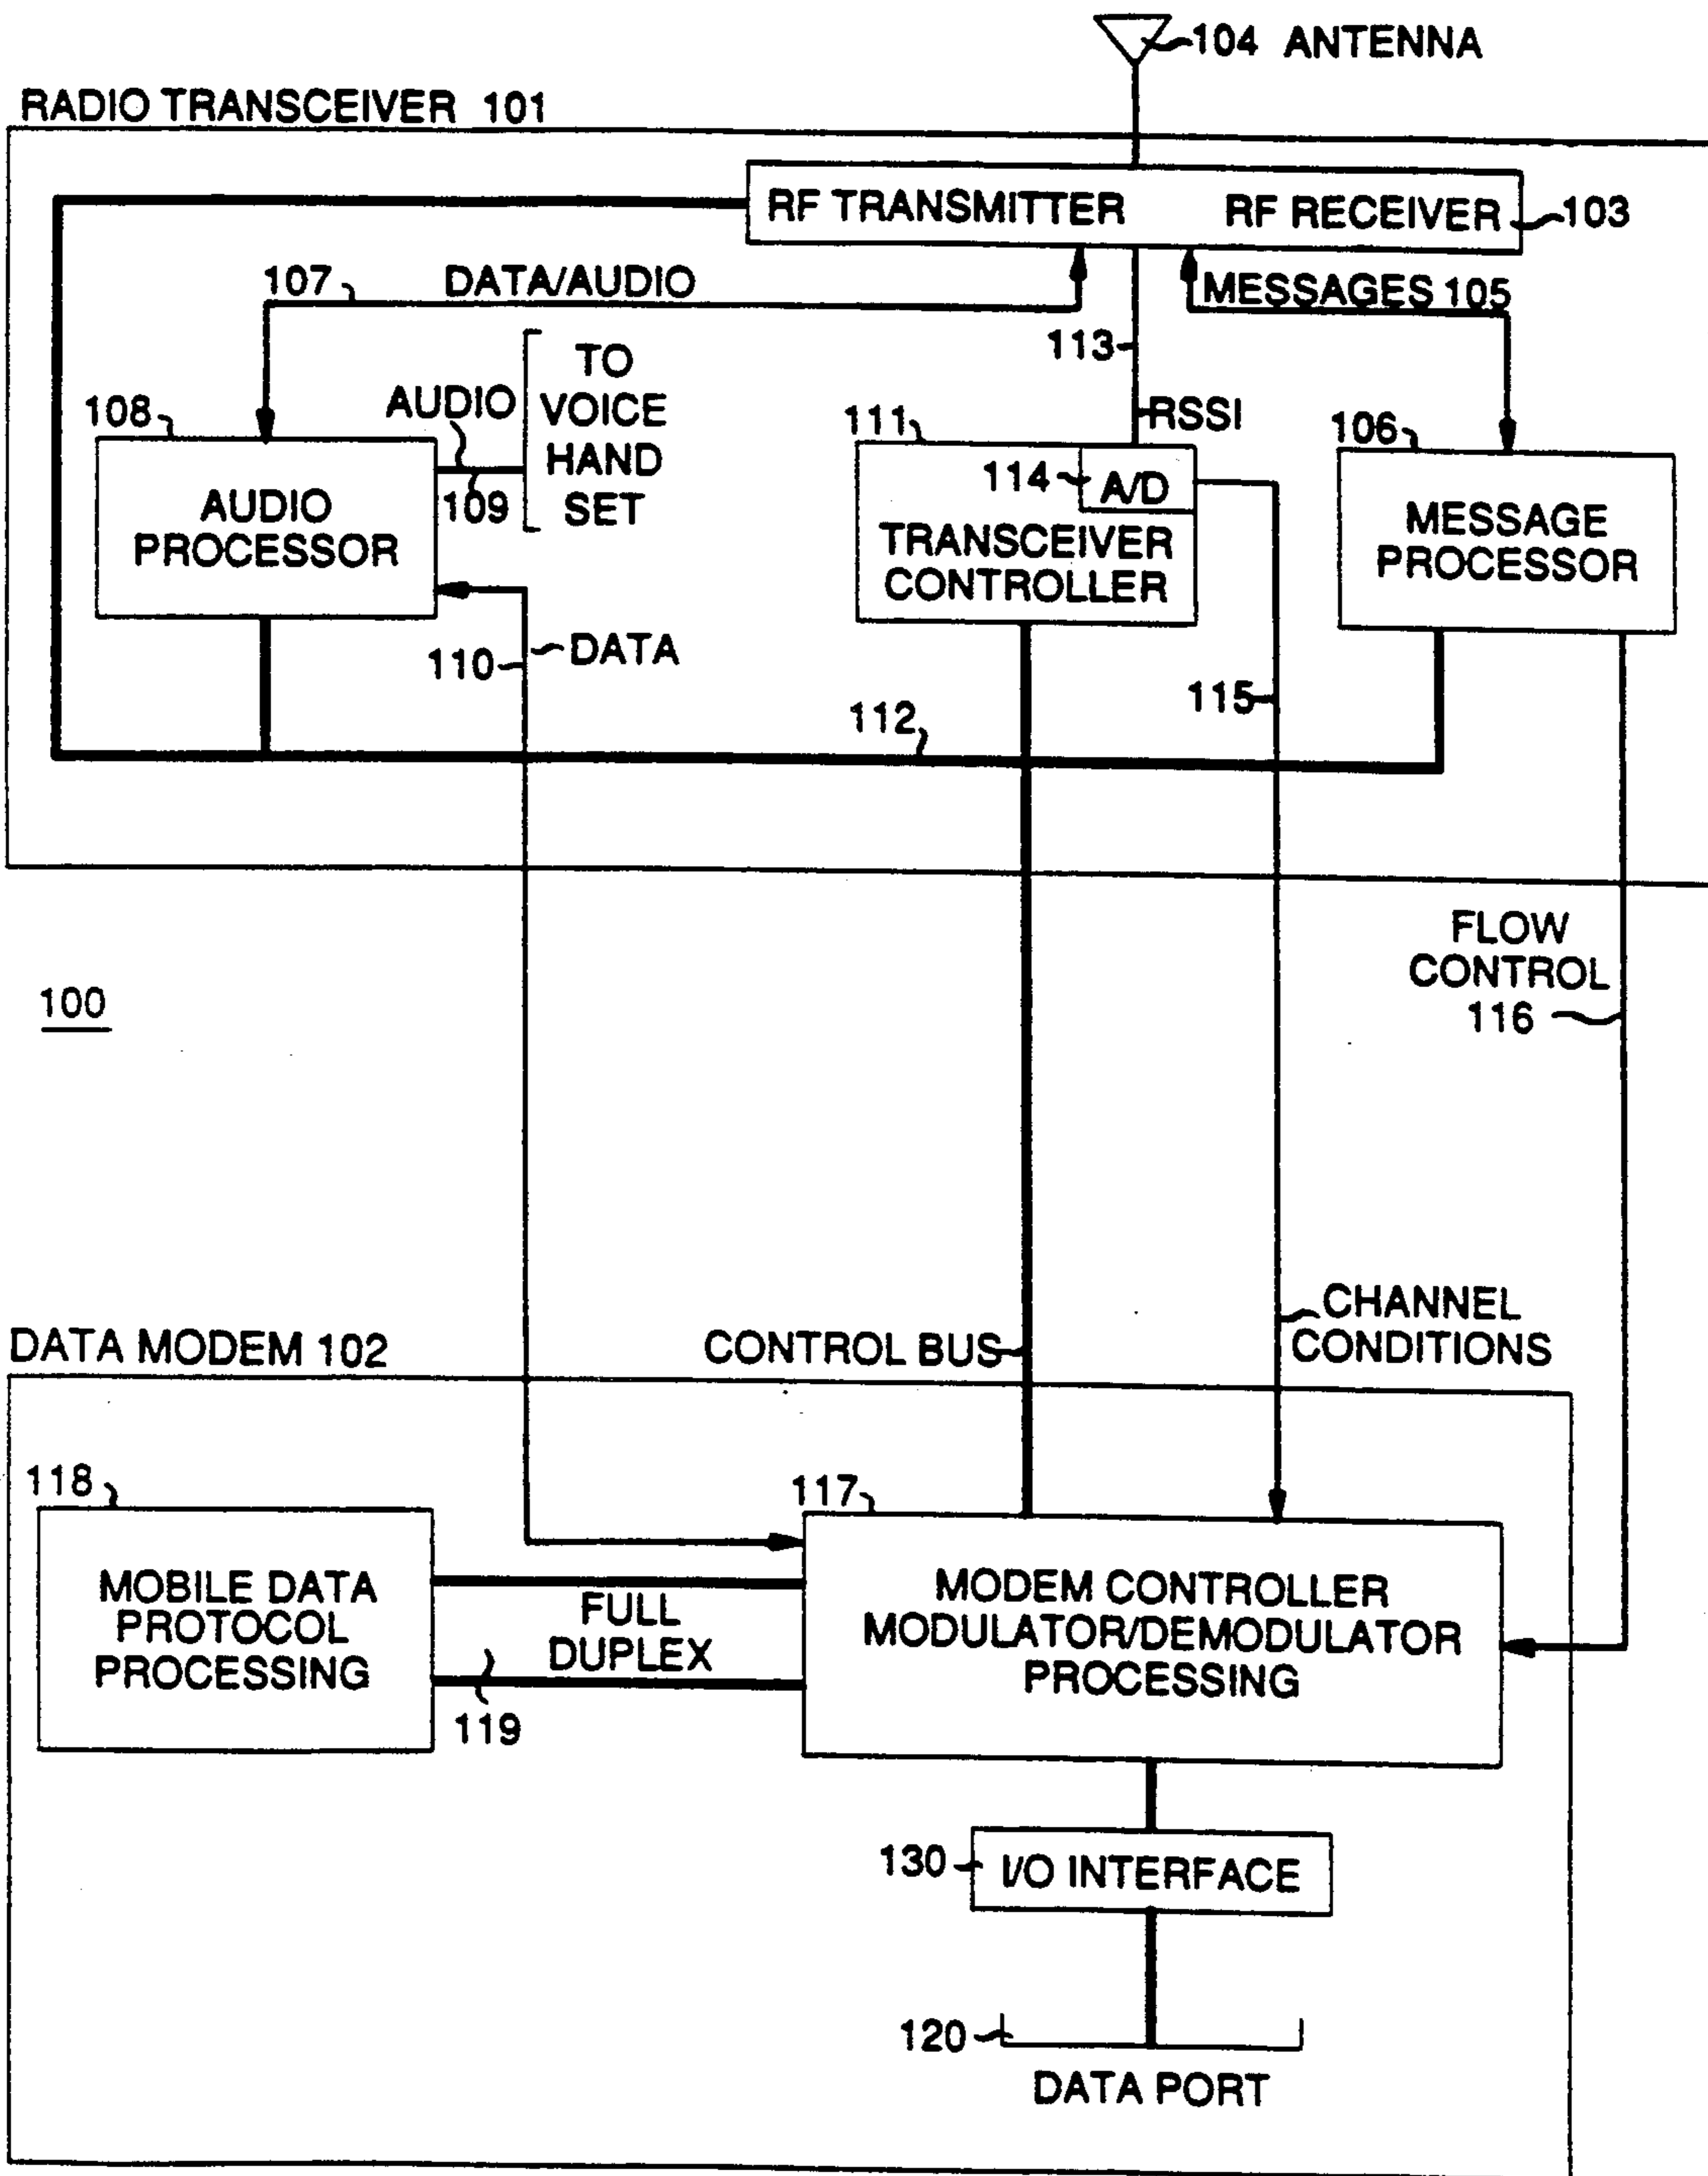 104 ANTENNA
RADIO TRANSCEIVER 101
RF TRANSMITTER RF RECEIVER 103
107 DATA/AUDIO
MESSAGES 105
113
TO
VOICE
HAND
SET
AUDIO
109
RSSI
108
AUDIO
PROCESSOR
111
114 A/D
TRANSCEIVER
CONTROLLER
106
MESSAGE
PROCESSOR
110 DATA
115
112
FLOW
CONTROL
116
100
CHANNEL
CONDITIONS
CONTROL BUS
DATA MODEM 102
118
MOBILE DATA
PROTOCOL
PROCESSING
FULL
DUPLEX
119
117
MODEM CONTROLLER
MODULATOR/DEMODULATOR
PROCESSING
130 I/O INTERFACE
120
DATA PORT